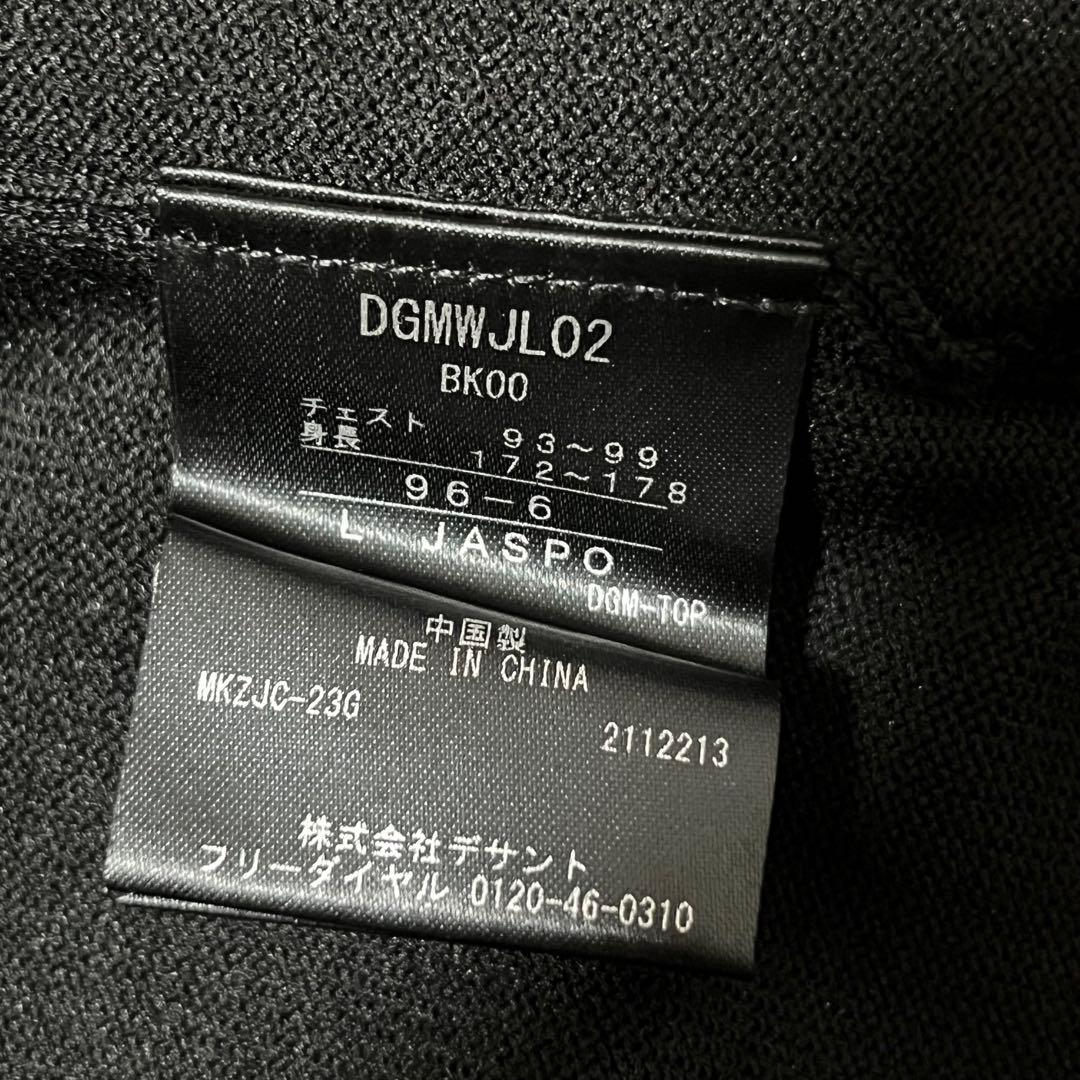 DGMWJL02
BK00
チェスト 93~99
身長 172~178
96-6
L JASPO
DGM-TOP
中国製
MADE IN CHINA
MKZJC-23G
2112213
株式会社デサント
フリーダイヤル 0120-46-0310